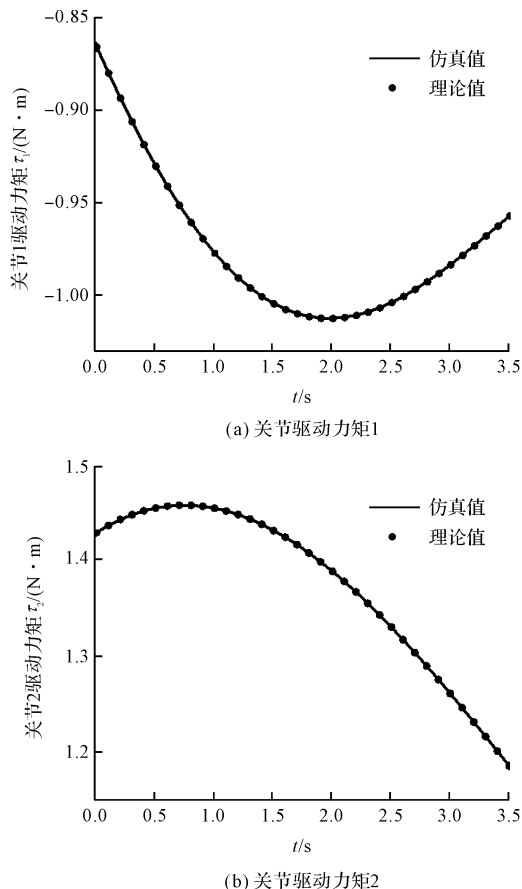 -0.85
-0.90
-0.95
-1.00
关节1驱动力矩 τ₁/(N·m)
仿真值
理论值
0.0 0.5 1.0 1.5 2.0 2.5 3.0 3.5
t/s
(a) 关节驱动力矩1
1.5
1.4
1.3
1.2
关节2驱动力矩 τ₂/(N·m)
仿真值
理论值
0.0 0.5 1.0 1.5 2.0 2.5 3.0 3.5
t/s
(b) 关节驱动力矩2